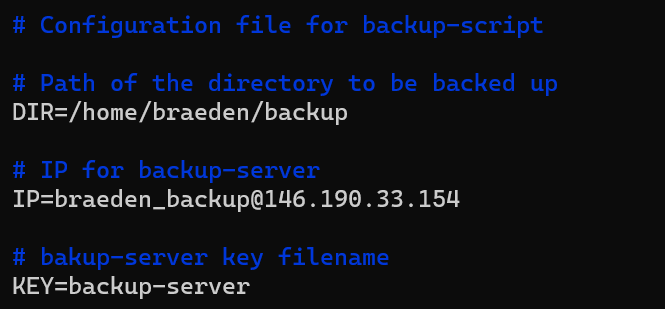 # Configuration file for backup-script
# Path of the directory to be backed up
DIR=/home/braeden/backup
# IP for backup-server
IP=braeden_backup@146.190.33.154
# bakup-server key filename
KEY=backup-server